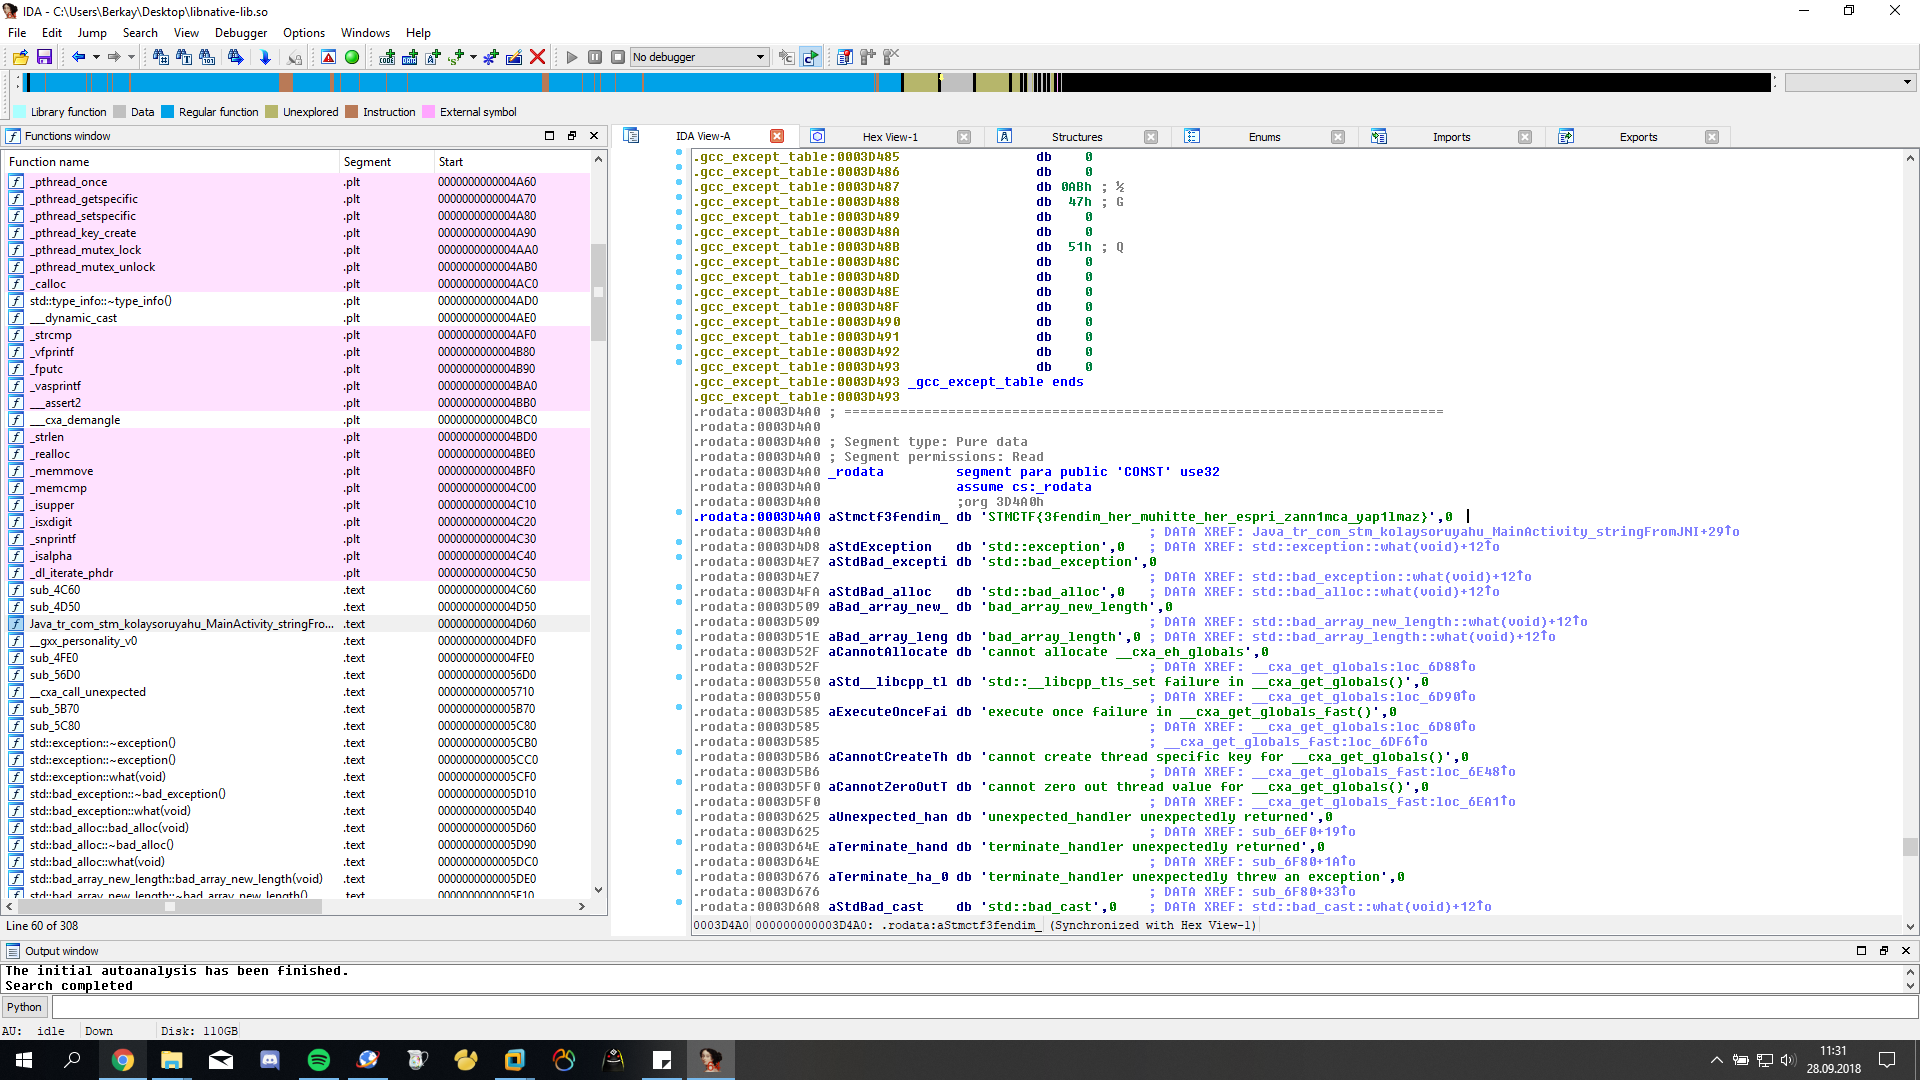 IDA - C:\Users\Berkay\Desktop\libnative-lib.so
File Edit Jump Search View Debugger Options Windows Help
No debugger
Library function Data Regular function Unexplored Instruction External symbol
Functions window
Function name Segment Start
_pthread_once .plt 0000000000004A60
_pthread_getspecific .plt 0000000000004A70
_pthread_setspecific .plt 0000000000004A80
_pthread_key_create .plt 0000000000004A90
_pthread_mutex_lock .plt 0000000000004AA0
_pthread_mutex_unlock .plt 0000000000004AB0
_calloc .plt 0000000000004AC0
std::type_info::~type_info() .plt 0000000000004AD0
___dynamic_cast .plt 0000000000004AE0
_strcmp .plt 0000000000004AF0
_vfprintf .plt 0000000000004B80
_fputc .plt 0000000000004B90
_vasprintf .plt 0000000000004BA0
___assert2 .plt 0000000000004BB0
___cxa_demangle .plt 0000000000004BC0
_strlen .plt 0000000000004BD0
_realloc .plt 0000000000004BE0
_memmove .plt 0000000000004BF0
_memcmp .plt 0000000000004C00
_isupper .plt 0000000000004C10
_isxdigit .plt 0000000000004C20
_snprintf .plt 0000000000004C30
_isalpha .plt 0000000000004C40
_dl_iterate_phdr .plt 0000000000004C50
sub_4C60 .text 0000000000004C60
sub_4D50 .text 0000000000004D50
Java_tr_com_stm_kolaysoruyahu_MainActivity_stringFro... .text 0000000000004D60
__gxx_personality_v0 .text 0000000000004DF0
sub_4FE0 .text 0000000000004FE0
sub_56D0 .text 00000000000056D0
__cxa_call_unexpected .text 0000000000005710
sub_5B70 .text 0000000000005B70
sub_5C80 .text 0000000000005C80
std::exception::~exception() .text 0000000000005CB0
std::exception::~exception() .text 0000000000005CC0
std::exception::what(void) .text 0000000000005CF0
std::bad_exception::~bad_exception() .text 0000000000005D10
std::bad_exception::what(void) .text 0000000000005D40
std::bad_alloc::bad_alloc(void) .text 0000000000005D60
std::bad_alloc::~bad_alloc() .text 0000000000005D90
std::bad_alloc::what(void) .text 0000000000005DC0
std::bad_array_new_length::bad_array_new_length(void) .text 0000000000005DE0
std::bad_array_new_length::~bad_array_new_length() .text 0000000000005E10
Line 60 of 308
IDA View-A Hex View-1 Structures Enums Imports Exports
.gcc_except_table:0003D485 db 0
.gcc_except_table:0003D486 db 0
.gcc_except_table:0003D487 db 0ABh ; ½
.gcc_except_table:0003D488 db 47h ; G
.gcc_except_table:0003D489 db 0
.gcc_except_table:0003D48A db 0
.gcc_except_table:0003D48B db 51h ; Q
.gcc_except_table:0003D48C db 0
.gcc_except_table:0003D48D db 0
.gcc_except_table:0003D48E db 0
.gcc_except_table:0003D48F db 0
.gcc_except_table:0003D490 db 0
.gcc_except_table:0003D491 db 0
.gcc_except_table:0003D492 db 0
.gcc_except_table:0003D493 db 0
.gcc_except_table:0003D493 _gcc_except_table ends
.gcc_except_table:0003D493
.rodata:0003D4A0 ; ===========================================================================
.rodata:0003D4A0
.rodata:0003D4A0 ; Segment type: Pure data
.rodata:0003D4A0 ; Segment permissions: Read
.rodata:0003D4A0 _rodata segment para public 'CONST' use32
.rodata:0003D4A0 assume cs:_rodata
.rodata:0003D4A0 ;org 3D4A0h
.rodata:0003D4A0 aStmctf3fendim_ db 'STMCTF{3fendim_her_muhitte_her_espri_zann1mca_yap1lmaz}',0
.rodata:0003D4A0 ; DATA XREF: Java_tr_com_stm_kolaysoruyahu_MainActivity_stringFromJNI+29↑o
.rodata:0003D4D8 aStdException db 'std::exception',0 ; DATA XREF: std::exception::what(void)+12↑o
.rodata:0003D4E7 aStdBad_excepti db 'std::bad_exception',0
.rodata:0003D4E7 ; DATA XREF: std::bad_exception::what(void)+12↑o
.rodata:0003D4FA aStdBad_alloc db 'std::bad_alloc',0 ; DATA XREF: std::bad_alloc::what(void)+12↑o
.rodata:0003D509 aBad_array_new_ db 'bad_array_new_length',0
.rodata:0003D509 ; DATA XREF: std::bad_array_new_length::what(void)+12↑o
.rodata:0003D51E aBad_array_leng db 'bad_array_length',0 ; DATA XREF: std::bad_array_length::what(void)+12↑o
.rodata:0003D52F aCannotAllocate db 'cannot allocate __cxa_eh_globals',0
.rodata:0003D52F ; DATA XREF: __cxa_get_globals:loc_6D88↑o
.rodata:0003D550 aStd__libcpp_tl db 'std::__libcpp_tls_set failure in __cxa_get_globals()',0
.rodata:0003D550 ; DATA XREF: __cxa_get_globals:loc_6D90↑o
.rodata:0003D585 aExecuteOnceFai db 'execute once failure in __cxa_get_globals_fast()',0
.rodata:0003D585 ; DATA XREF: __cxa_get_globals:loc_6D80↑o
.rodata:0003D585 ; __cxa_get_globals_fast:loc_6DF6↑o
.rodata:0003D5B6 aCannotCreateTh db 'cannot create thread specific key for __cxa_get_globals()',0
.rodata:0003D5B6 ; DATA XREF: __cxa_get_globals_fast:loc_6E48↑o
.rodata:0003D5F0 aCannotZeroOutT db 'cannot zero out thread value for __cxa_get_globals()',0
.rodata:0003D5F0 ; DATA XREF: __cxa_get_globals_fast:loc_6EA1↑o
.rodata:0003D625 aUnexpected_han db 'unexpected_handler unexpectedly returned',0
.rodata:0003D625 ; DATA XREF: sub_6EF0+19↑o
.rodata:0003D64E aTerminate_hand db 'terminate_handler unexpectedly returned',0
.rodata:0003D64E ; DATA XREF: sub_6F80+1A↑o
.rodata:0003D676 aTerminate_ha_0 db 'terminate_handler unexpectedly threw an exception',0
.rodata:0003D676 ; DATA XREF: sub_6F80+33↑o
.rodata:0003D6A8 aStdBad_cast db 'std::bad_cast',0 ; DATA XREF: std::bad_cast::what(void)+12↑o
0003D4A0 000000000003D4A0: .rodata:aStmctf3fendim_ (Synchronized with Hex View-1)
Output window
The initial autoanalysis has been finished.
Search completed
Python
AU: idle Down Disk: 110GB
11:31
28.09.2018